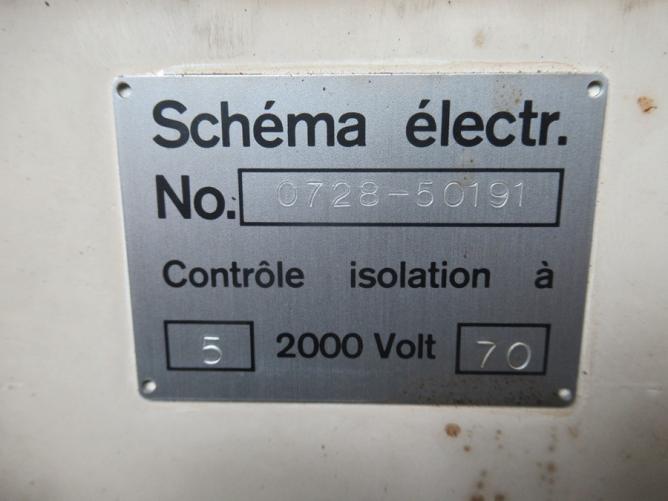 Schéma électr.
No. 0728-50191
Contrôle isolation à
5 2000 Volt 70